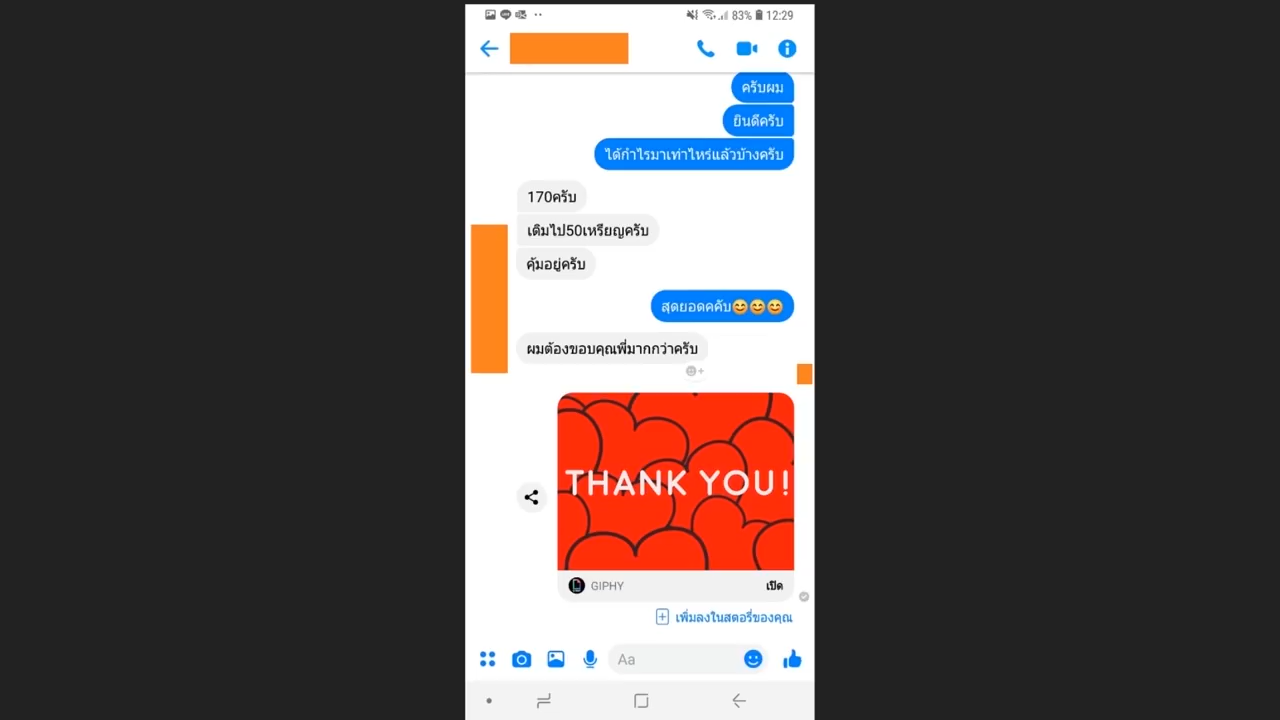 83% 12:29
ครับผม
ยินดีครับ
ได้กำไรมาเท่าไหร่แล้วบ้างครับ
170ครับ
เติมไป50เหรียญครับ
คุ้มอยู่ครับ
สุดยอดคคับ😊😊😊
ผมต้องขอบคุณพี่มากกว่าครับ
THANK YOU!
GIPHY เปิด
เพิ่มลงในสตอรี่ของคุณ
Aa